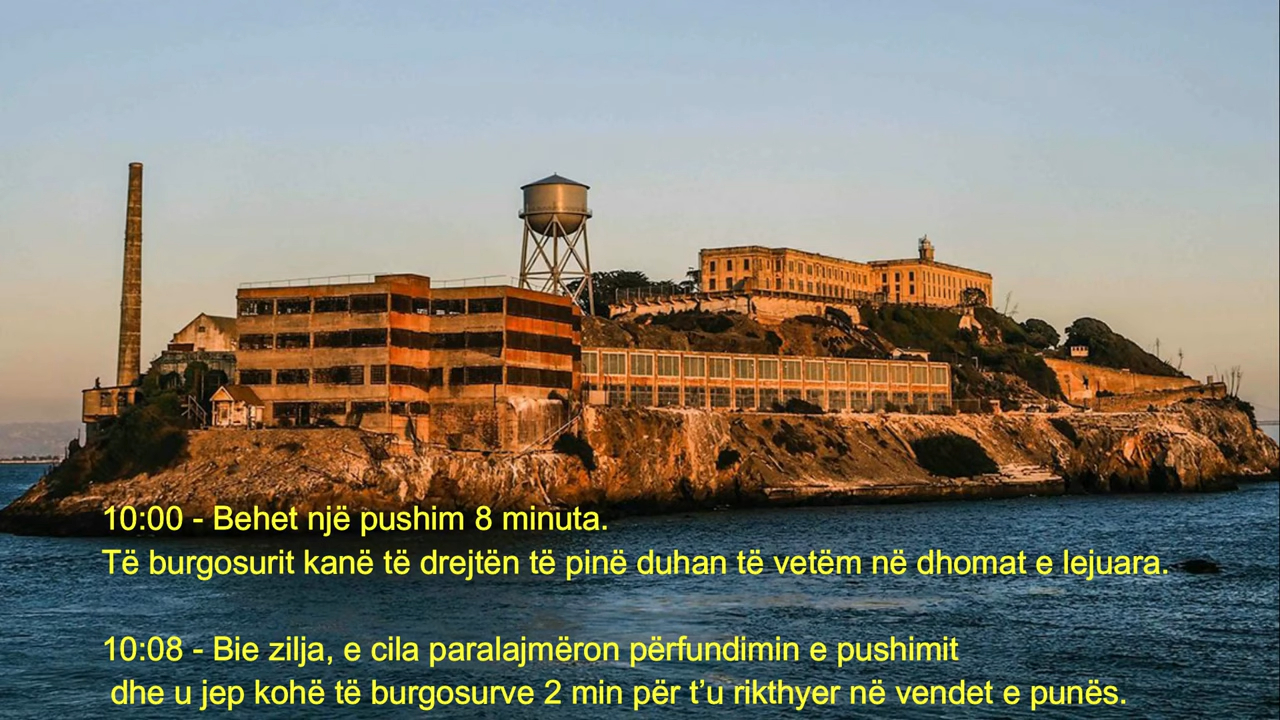 10:00 - Behet një pushim 8 minuta.
Të burgosurit kanë të drejtën të pinë duhan të vetëm në dhomat e lejuara.
10:08 - Bie zilja, e cila paralajmëron përfundimin e pushimit
dhe u jep kohë të burgosurve 2 min për t’u rikthyer në vendet e punës.